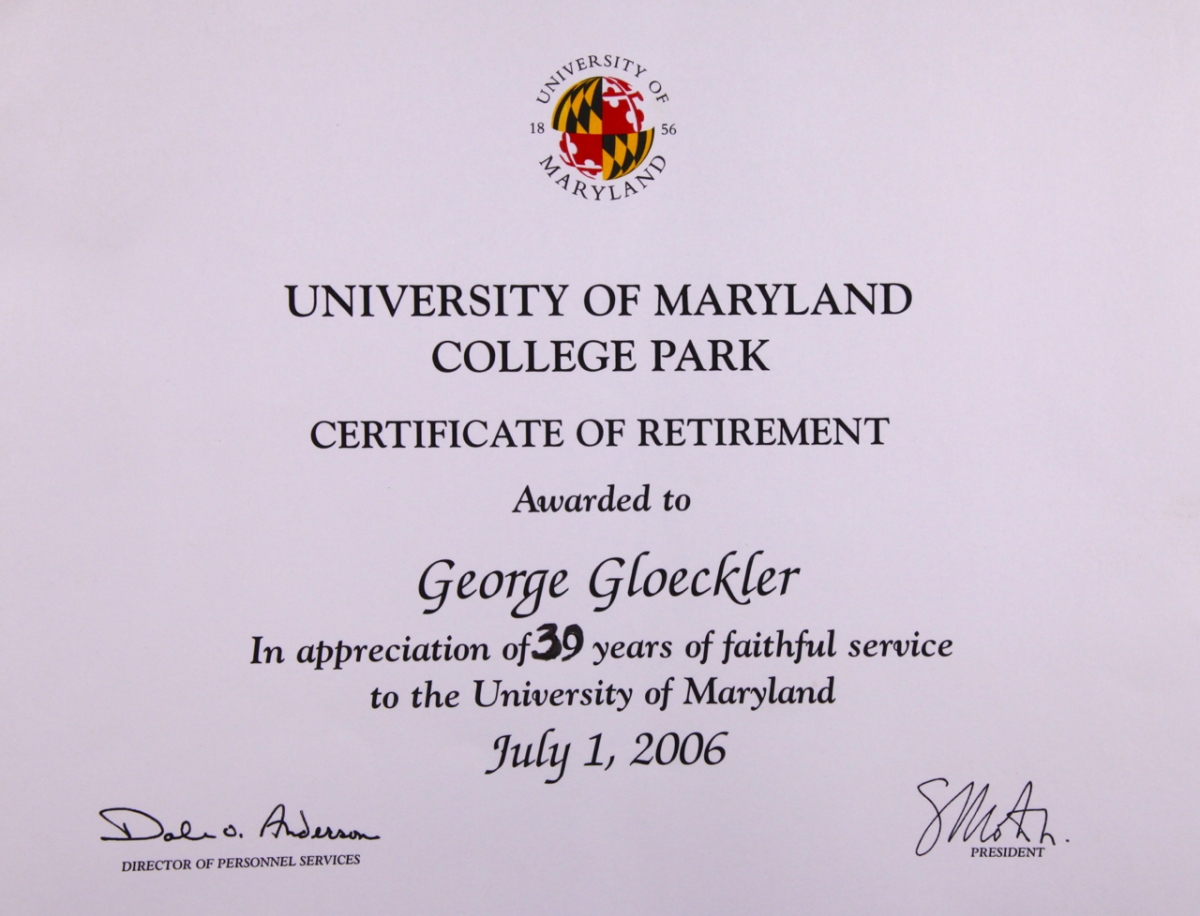 UNIVERSITY OF
18 56
MARYLAND
UNIVERSITY OF MARYLAND
COLLEGE PARK
CERTIFICATE OF RETIREMENT
Awarded to
George Gloeckler
In appreciation of 39 years of faithful service
to the University of Maryland
July 1, 2006
Dale O. Anderson
DIRECTOR OF PERSONNEL SERVICES
PRESIDENT